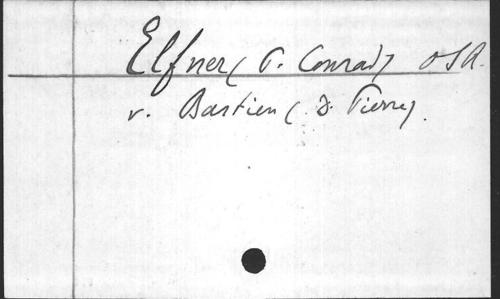 Elfner ( P. Conrad) OSA.
v. Bastien ( D. Pierre).